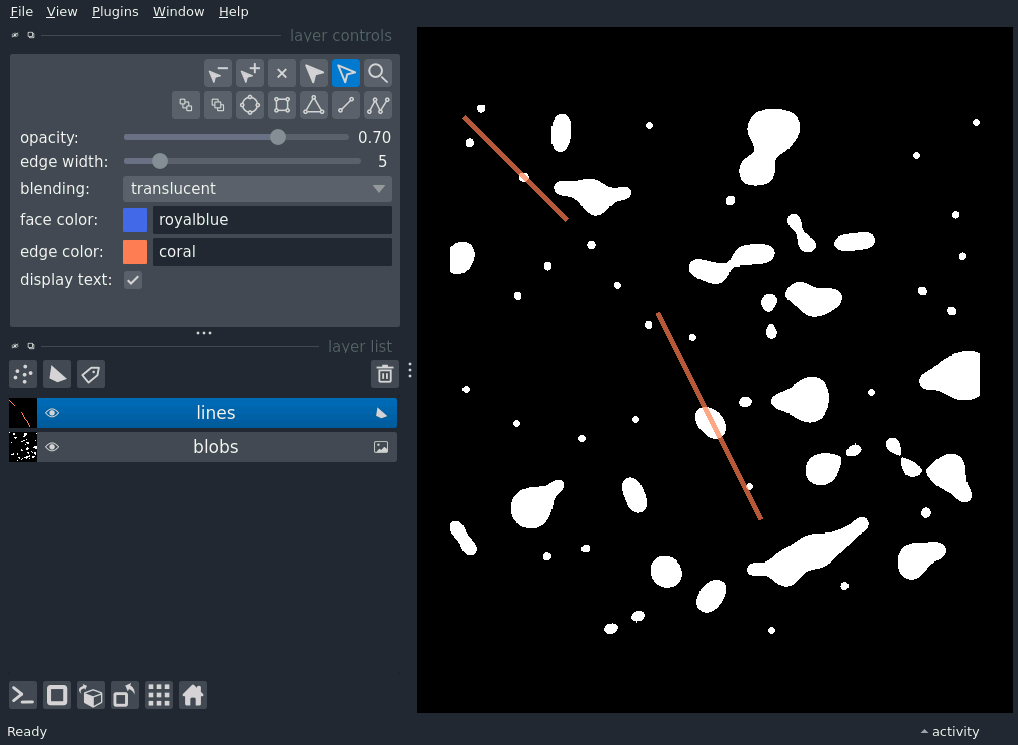 File View Plugins Window Help
layer controls
opacity: 0.70
edge width: 5
blending: translucent
face color: royalblue
edge color: coral
display text:
layer list
lines
blobs
Ready
activity